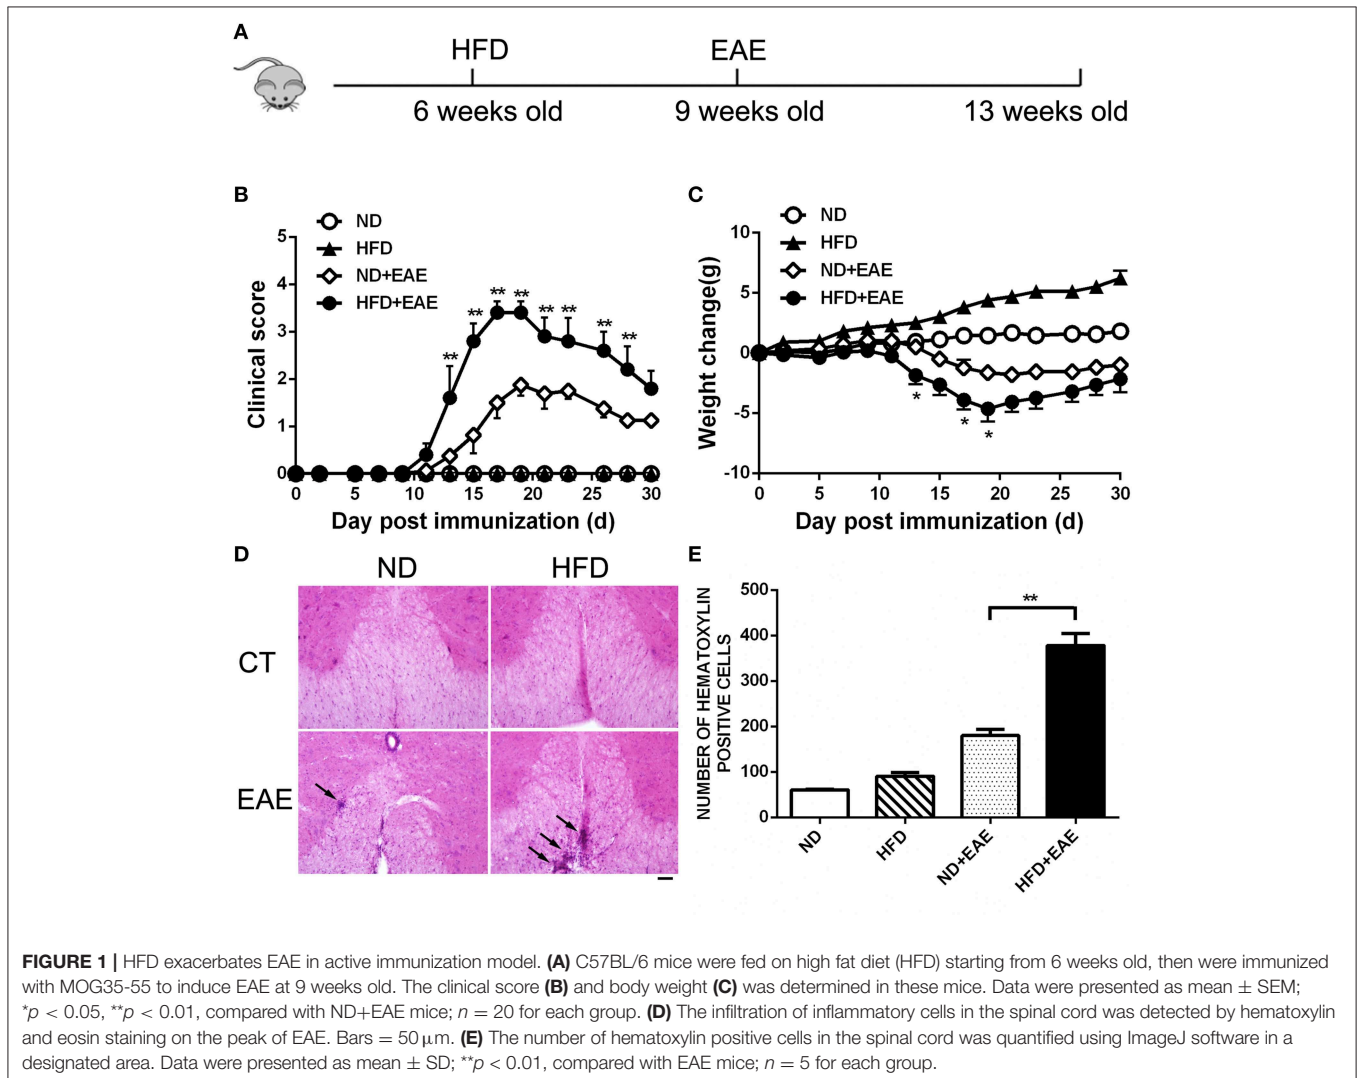 A
HFD
EAE
6 weeks old
9 weeks old
13 weeks old
B
ND
HFD
ND+EAE
HFD+EAE
Clinical score
5
4
3
2
1
0
** ** ** ** ** ** ** ** **
0 5 10 15 20 25 30
Day post immunization (d)
C
ND
HFD
ND+EAE
HFD+EAE
Weight change(g)
10
5
0
-5
-10
* * *
0 5 10 15 20 25 30
Day post immunization (d)
D
ND
HFD
CT
EAE
E
NUMBER OF HEMATOXYLIN
POSITIVE CELLS
500
400
300
200
100
0
**
ND
HFD
ND+EAE
HFD+EAE
FIGURE 1 | HFD exacerbates EAE in active immunization model. (A) C57BL/6 mice were fed on high fat diet (HFD) starting from 6 weeks old, then were immunized
with MOG35-55 to induce EAE at 9 weeks old. The clinical score (B) and body weight (C) was determined in these mice. Data were presented as mean ± SEM;
*p < 0.05, **p < 0.01, compared with ND+EAE mice; n = 20 for each group. (D) The infiltration of inflammatory cells in the spinal cord was detected by hematoxylin
and eosin staining on the peak of EAE. Bars = 50 µm. (E) The number of hematoxylin positive cells in the spinal cord was quantified using ImageJ software in a
designated area. Data were presented as mean ± SD; **p < 0.01, compared with EAE mice; n = 5 for each group.